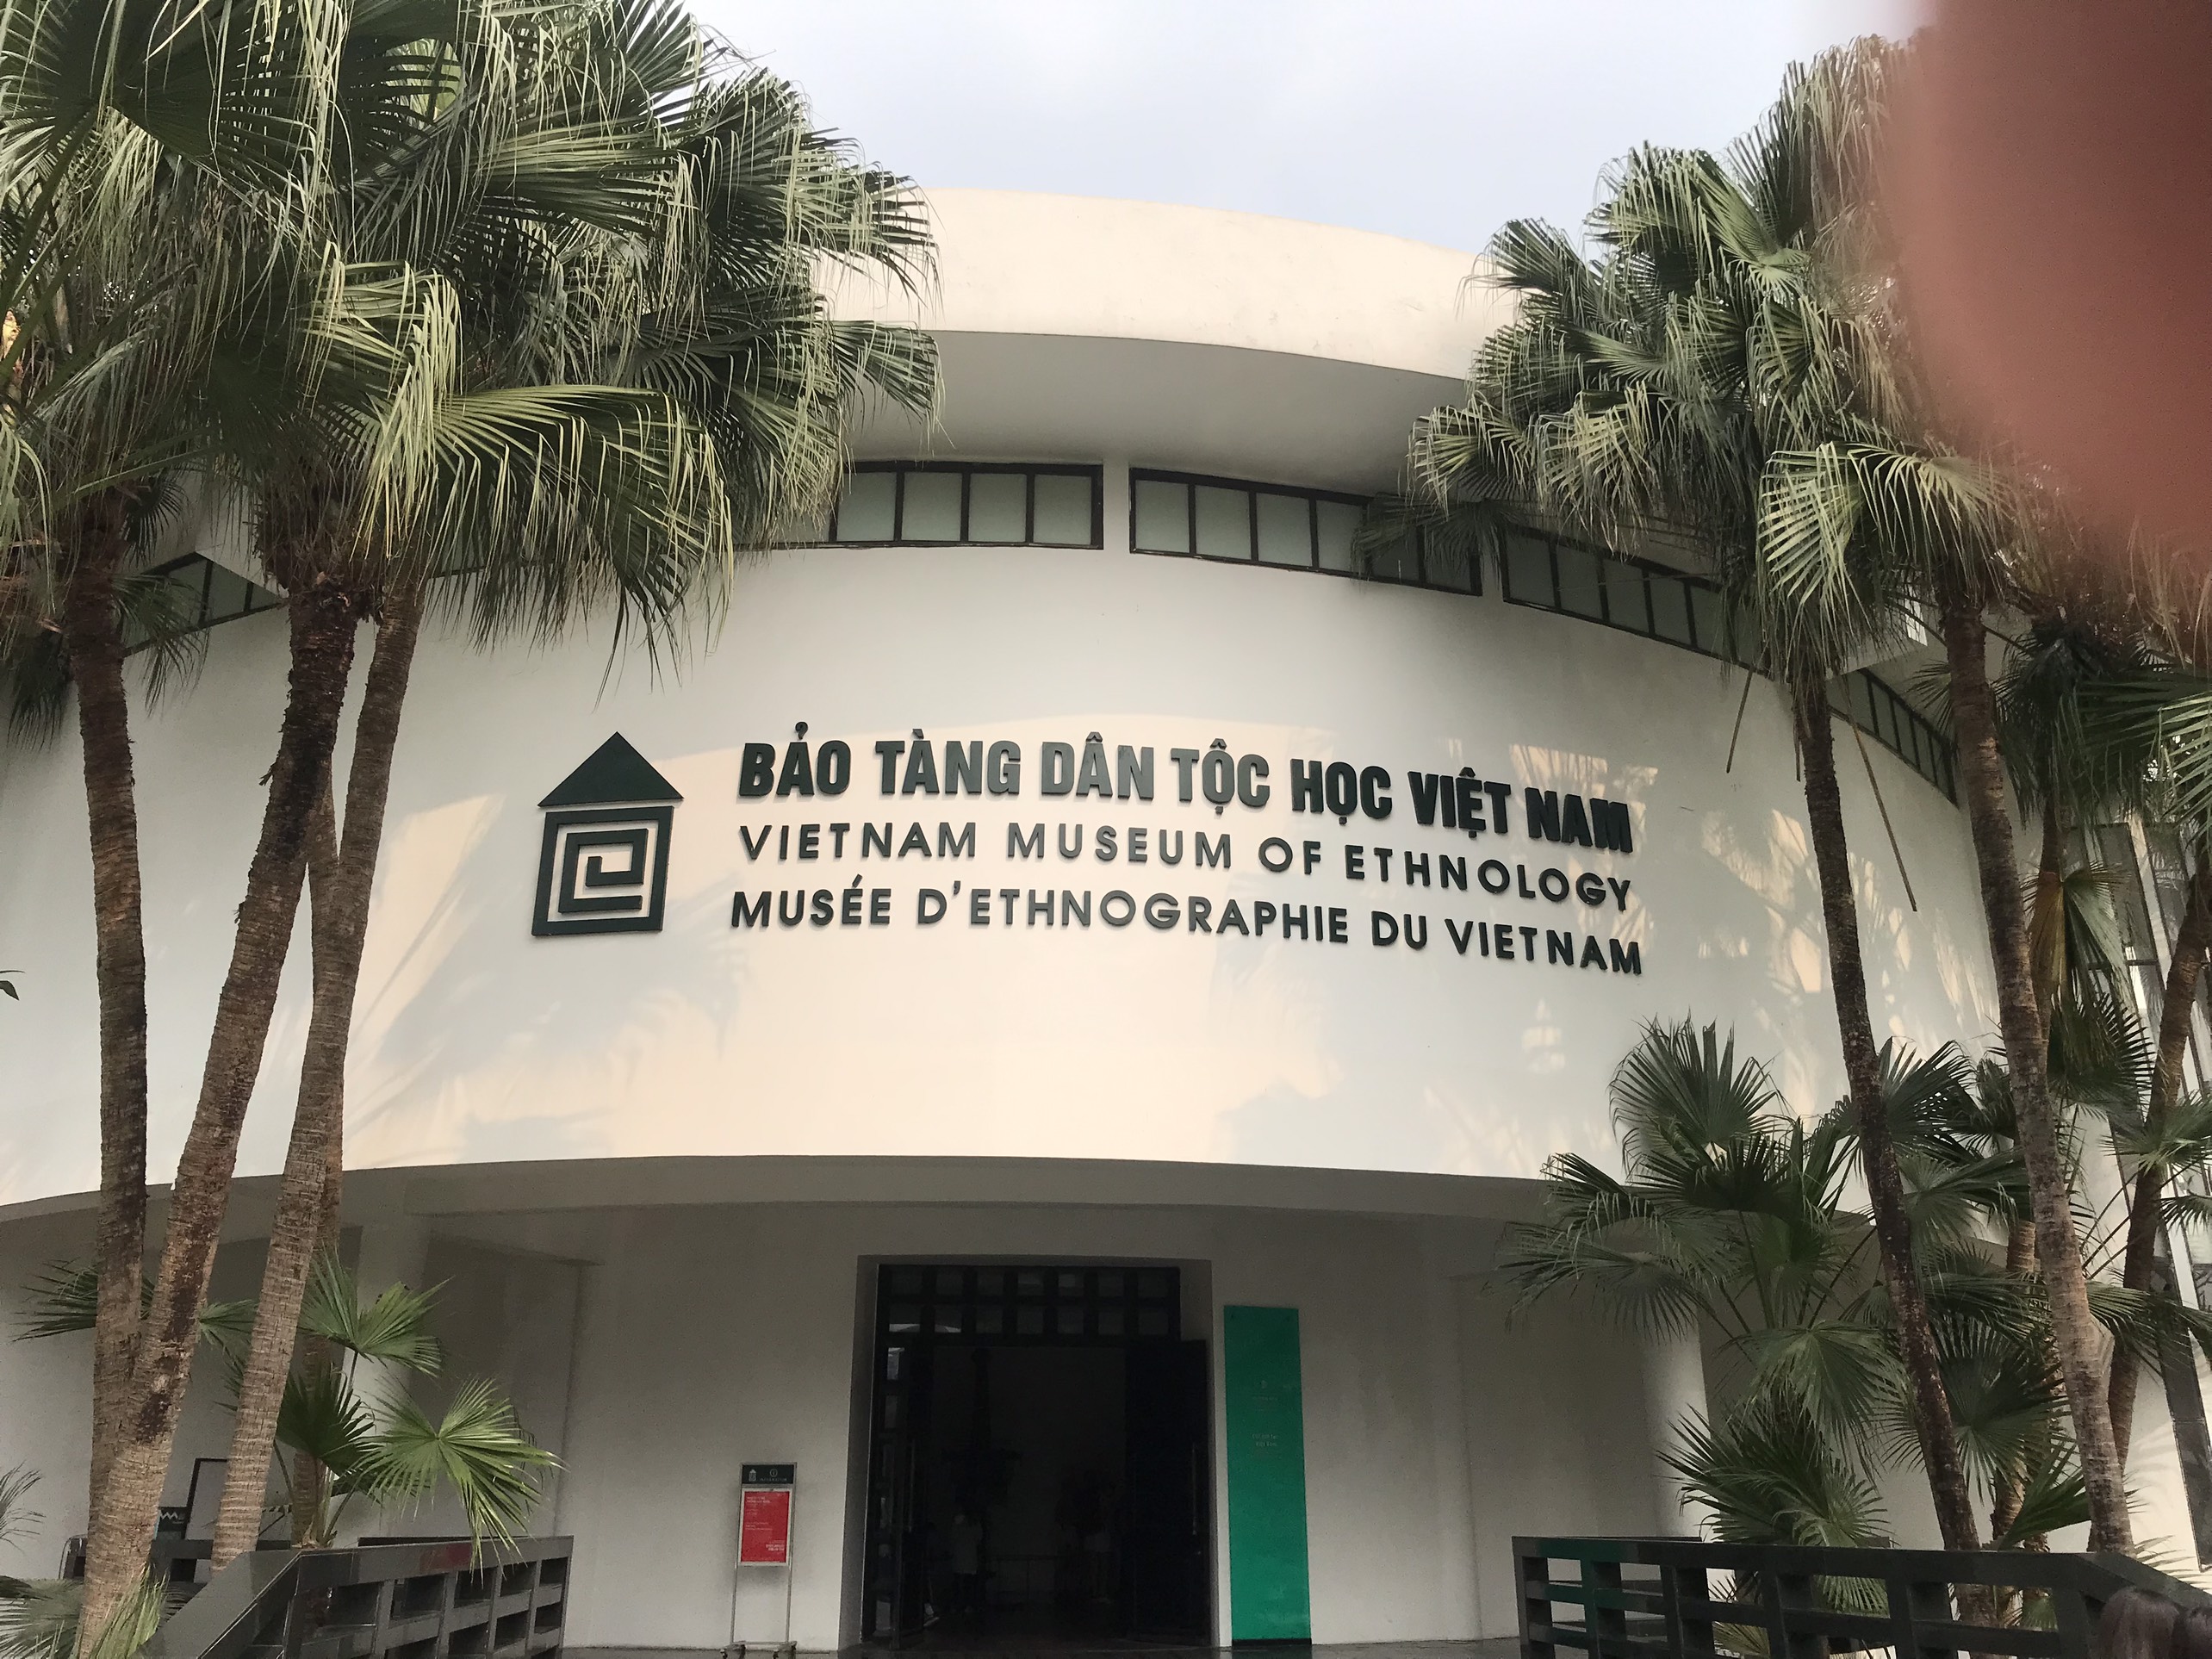 BẢO TÀNG DÂN TỘC HỌC VIỆT NAM
VIETNAM MUSEUM OF ETHNOLOGY
MUSÉE D'ETHNOGRAPHIE DU VIETNAM